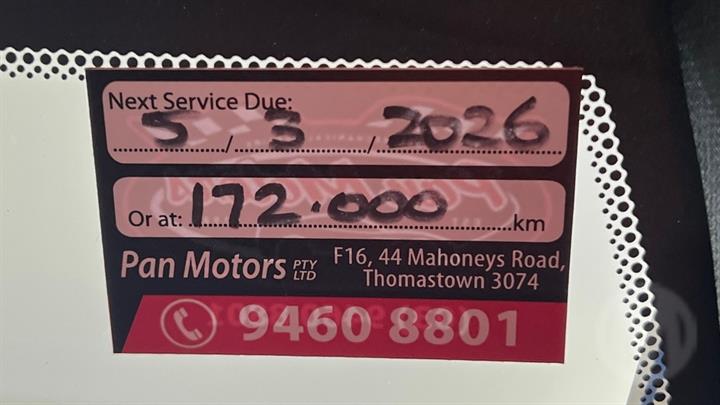 Next Service Due:
5 / 3 / 2026
Or at: 172.000 km
Pan Motors PTY LTD
F16, 44 Mahoneys Road,
Thomastown 3074
9460 8801